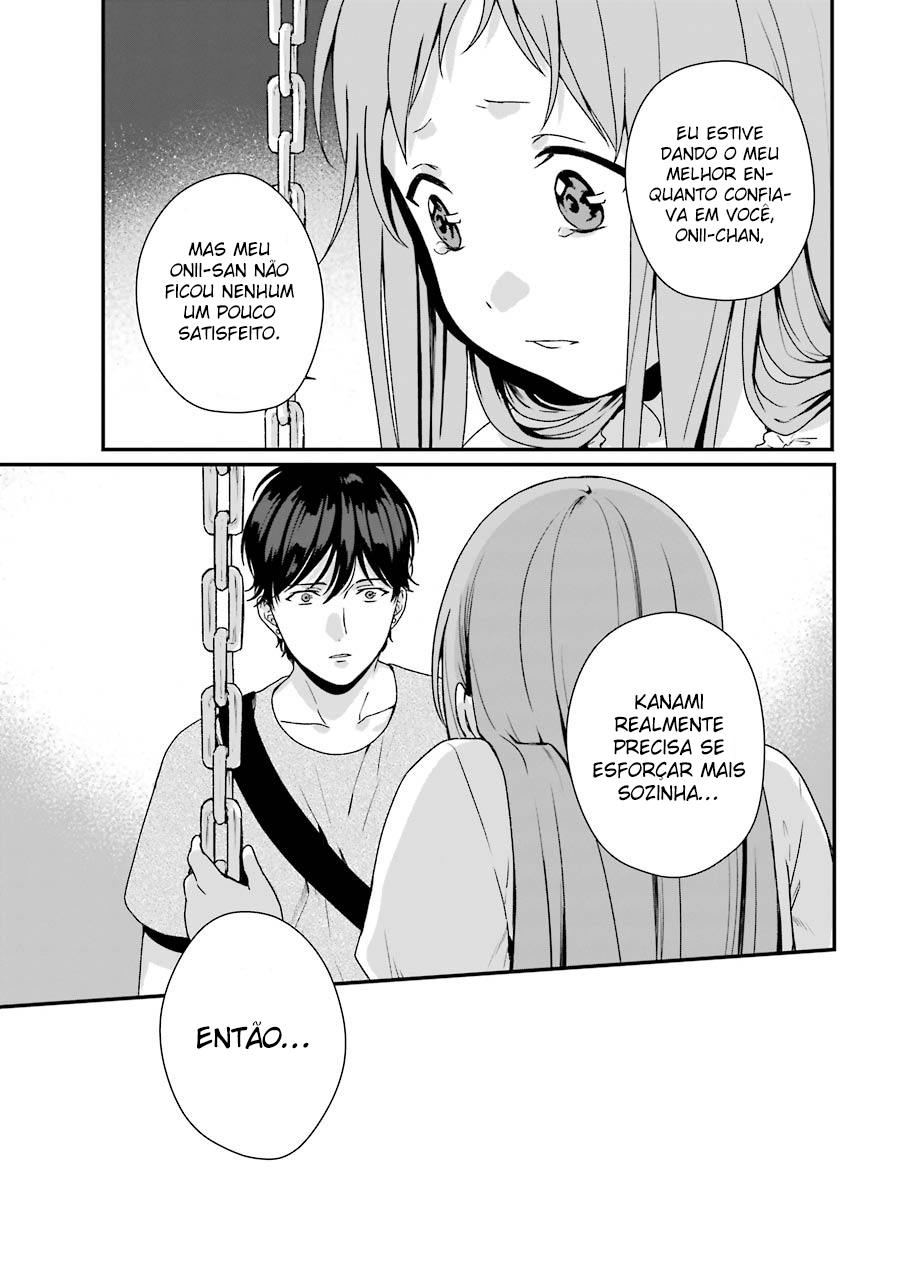 EU ESTIVE
DANDO O MEU
MELHOR EN-
QUANTO CONFIA-
VA EM VOCÊ,
ONII-CHAN,
MAS MEU
ONII-SAN NÃO
FICOU NENHUM
UM POUCO
SATISFEITO.
KANAMI
REALMENTE
PRECISA SE
ESFORÇAR MAIS
SOZINHA...
ENTÃO...